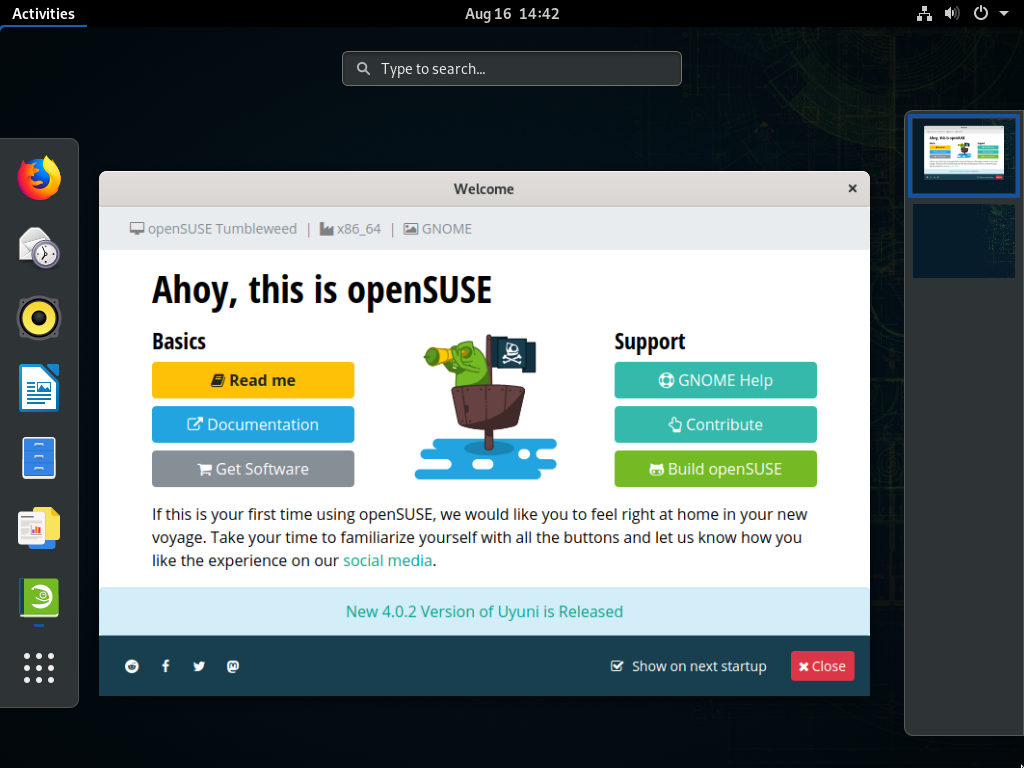 Activities
Aug 16 14:42
Type to search...
Welcome
openSUSE Tumbleweed | x86_64 | GNOME
Ahoy, this is openSUSE
Basics
Read me
Documentation
Get Software
Support
GNOME Help
Contribute
Build openSUSE
If this is your first time using openSUSE, we would like you to feel right at home in your new
voyage. Take your time to familiarize yourself with all the buttons and let us know how you
like the experience on our social media.
New 4.0.2 Version of Uyuni is Released
Show on next startup
Close
Ahoy, this is openSUSE